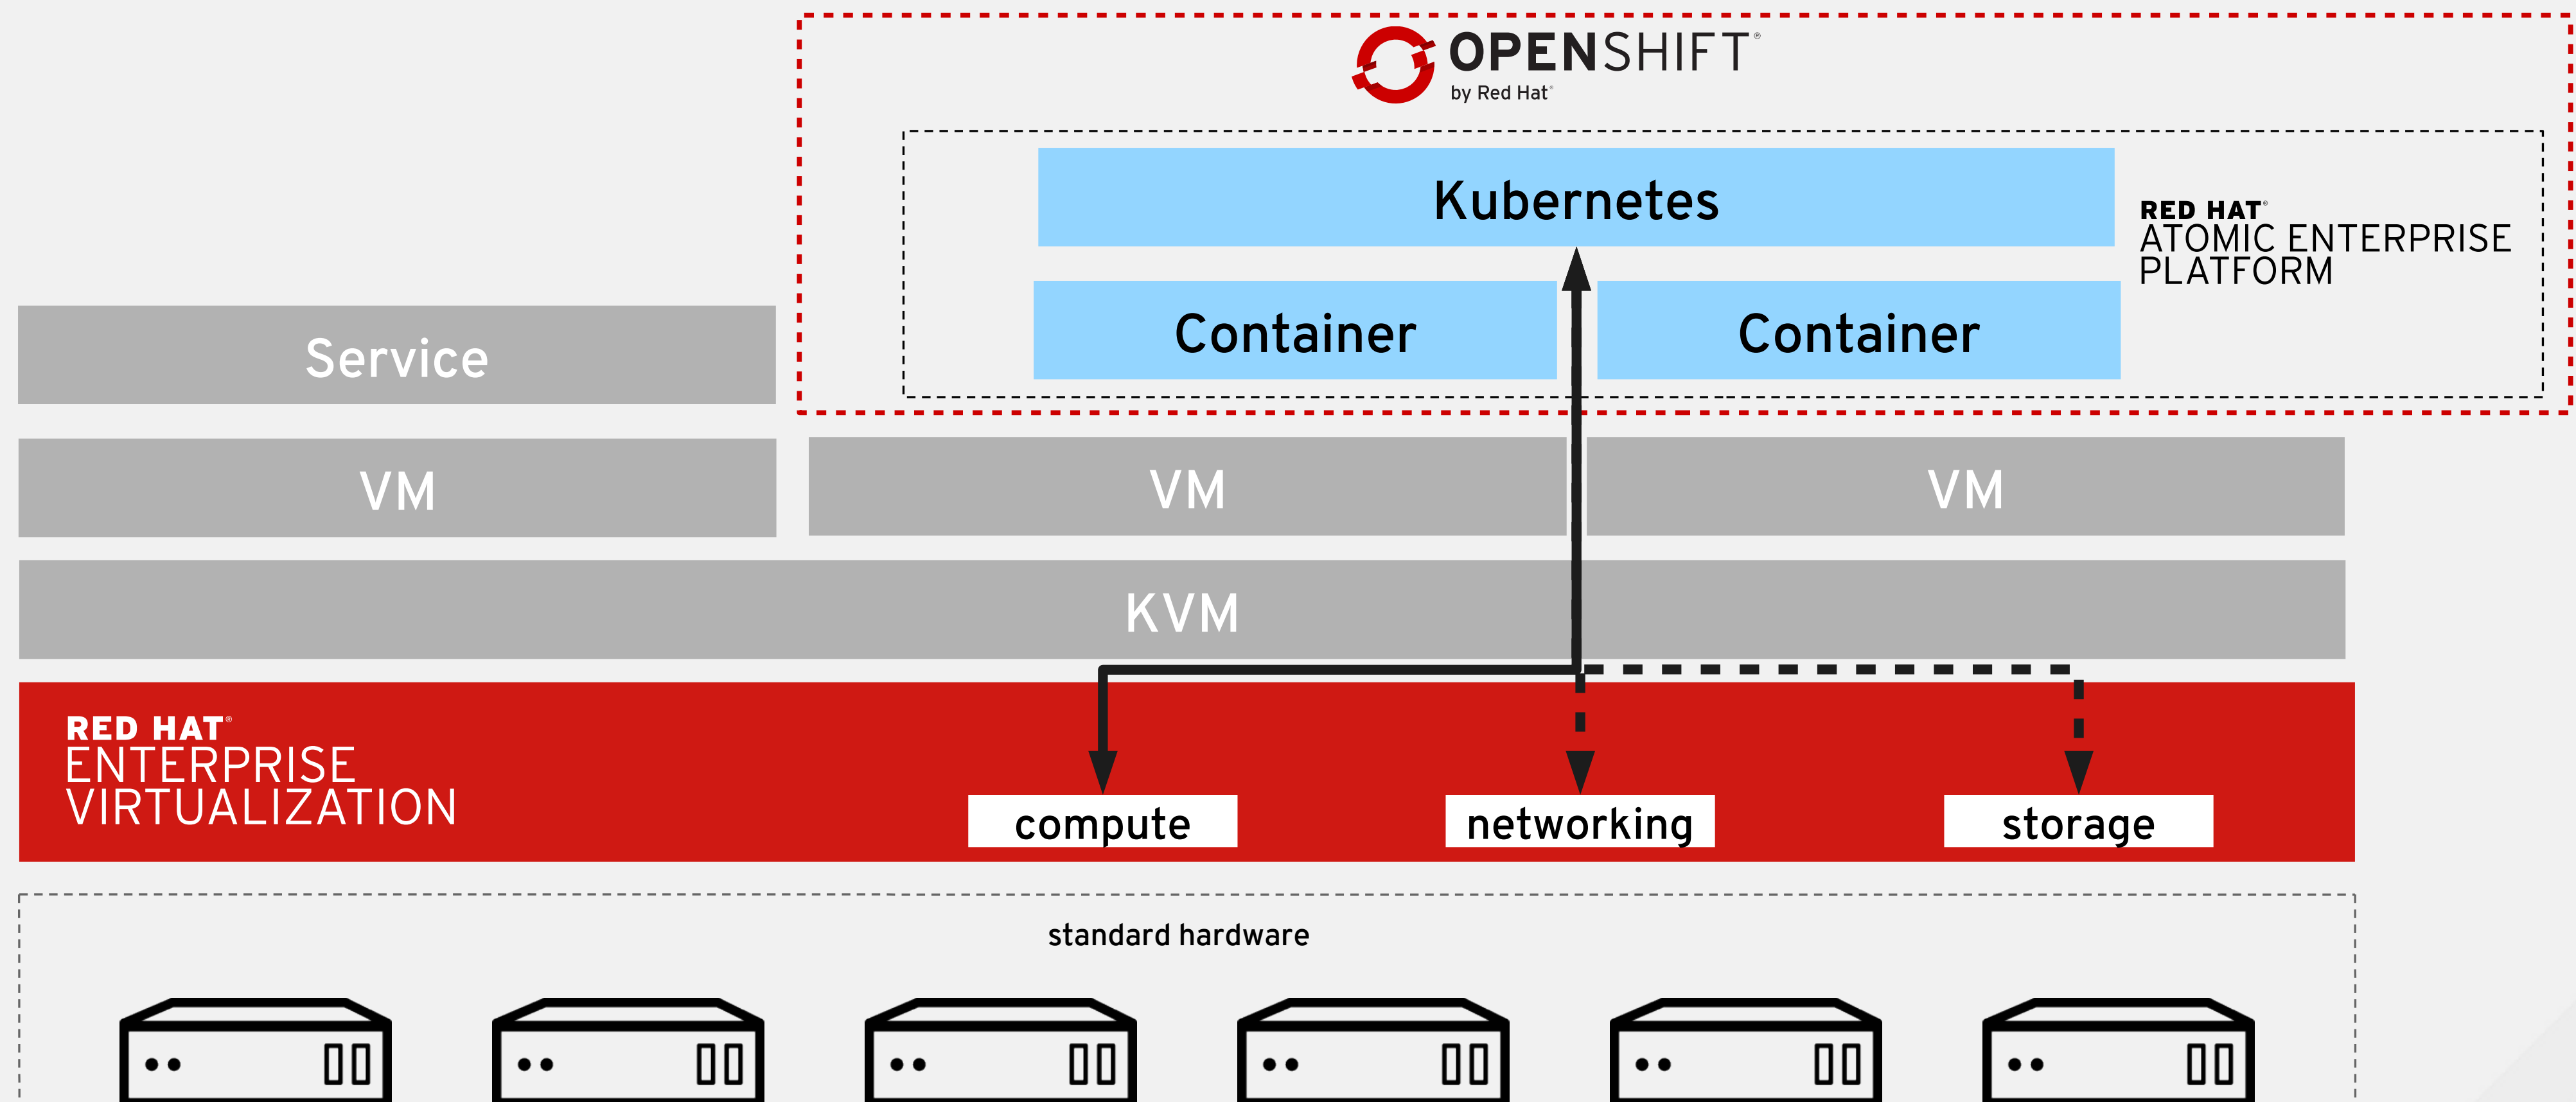 OPENSHIFT®
by Red Hat®
Kubernetes
RED HAT®
ATOMIC ENTERPRISE
PLATFORM
Container
Container
Service
VM
VM
VM
KVM
RED HAT®
ENTERPRISE
VIRTUALIZATION
compute
networking
storage
standard hardware